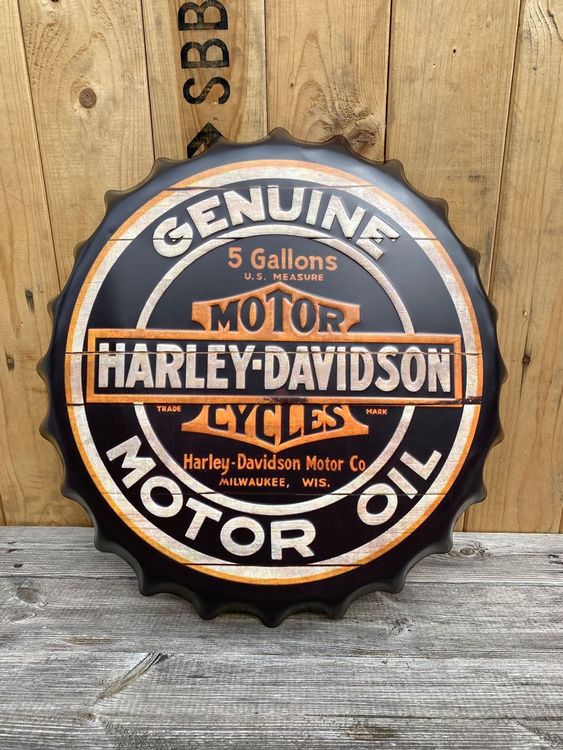 SBB
GENUINE
5 Gallons
U.S. MEASURE
MOTOR
HARLEY-DAVIDSON
TRADE MARK
CYCLES
Harley-Davidson Motor Co
MILWAUKEE, WIS.
MOTOR OIL